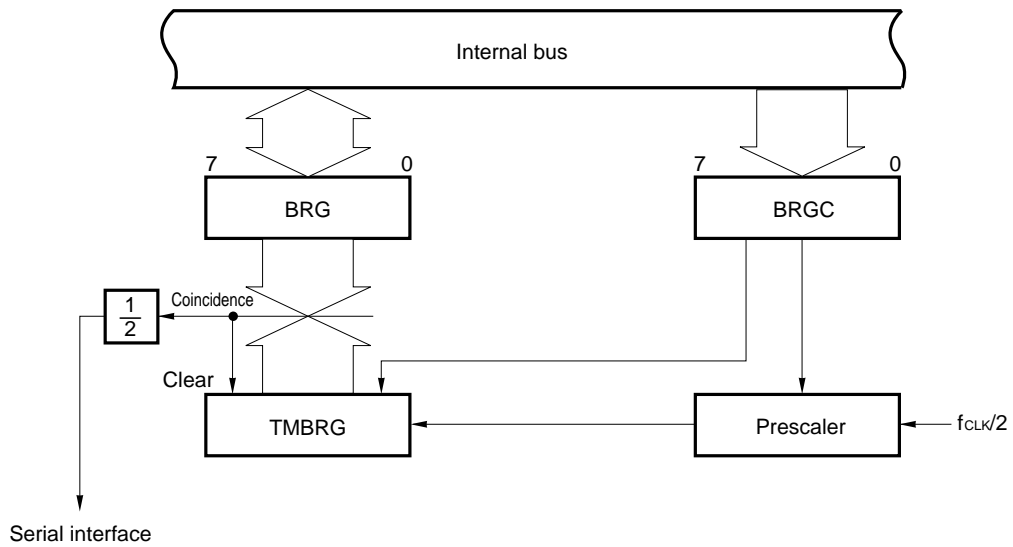 Internal bus
7 0 7 0
BRG BRGC
1
2
Coincidence
Clear
TMBRG Prescaler fCLK/2
Serial interface